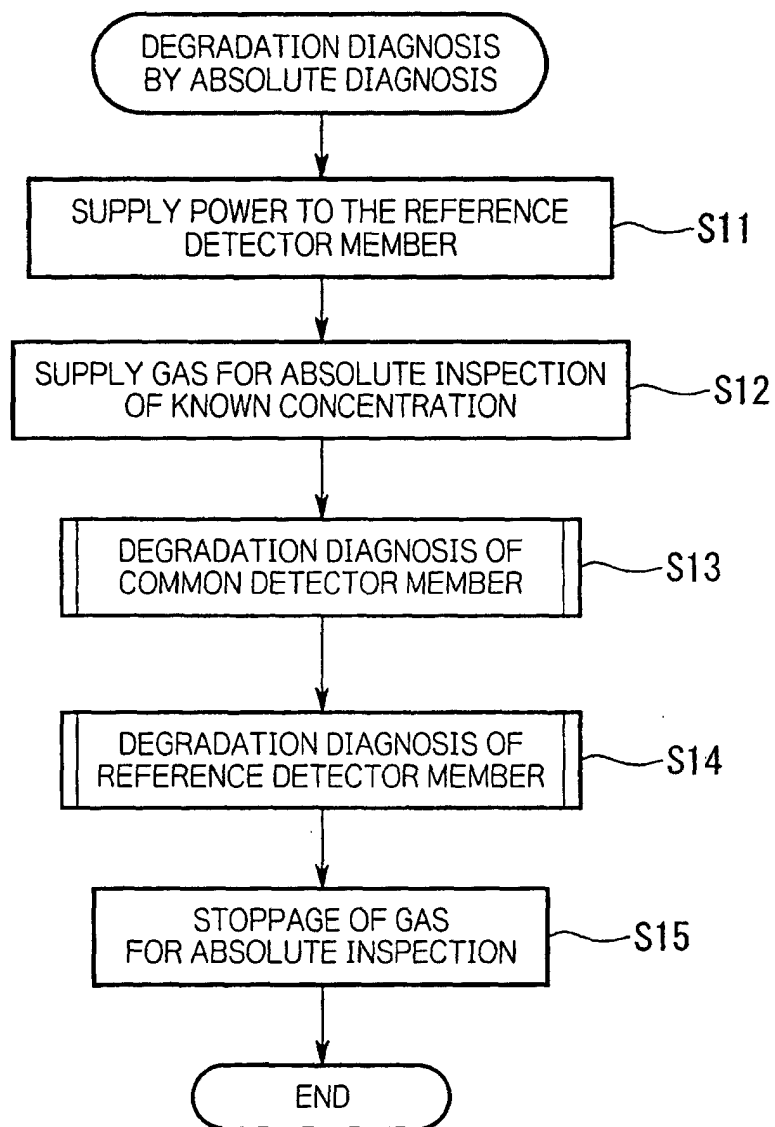 DEGRADATION DIAGNOSIS
BY ABSOLUTE DIAGNOSIS
SUPPLY POWER TO THE REFERENCE
DETECTOR MEMBER
S11
SUPPLY GAS FOR ABSOLUTE INSPECTION
OF KNOWN CONCENTRATION
S12
DEGRADATION DIAGNOSIS OF
COMMON DETECTOR MEMBER
S13
DEGRADATION DIAGNOSIS OF
REFERENCE DETECTOR MEMBER
S14
STOPPAGE OF GAS
FOR ABSOLUTE INSPECTION
S15
END